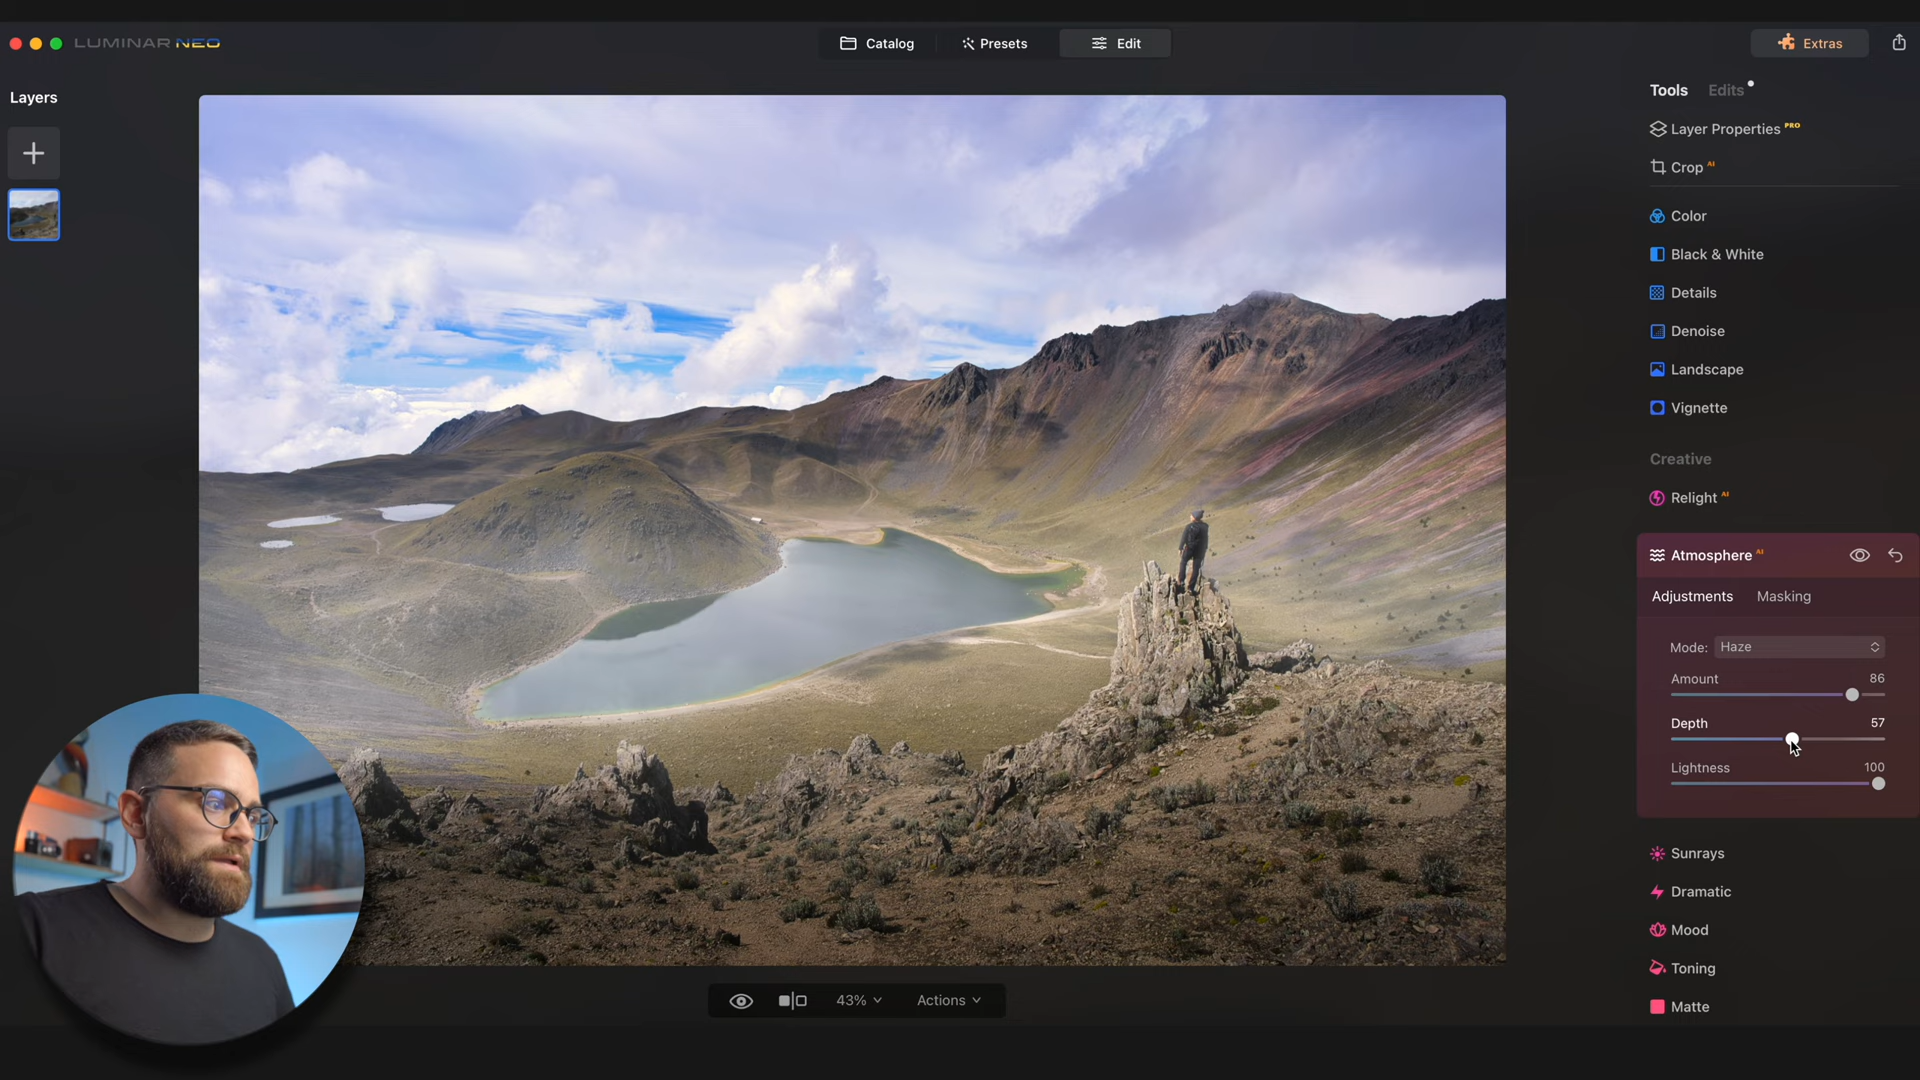 LUMINAR NEO
Catalog
Presets
Edit
Extras
Layers
Tools
Edits
Layer Properties PRO
Crop AI
Color
Black & White
Details
Denoise
Landscape
Vignette
Creative
Relight AI
Atmosphere AI
Adjustments
Masking
Mode: Haze
Amount 86
Depth 57
Lightness 100
Sunrays
Dramatic
Mood
Toning
Matte
43%
Actions